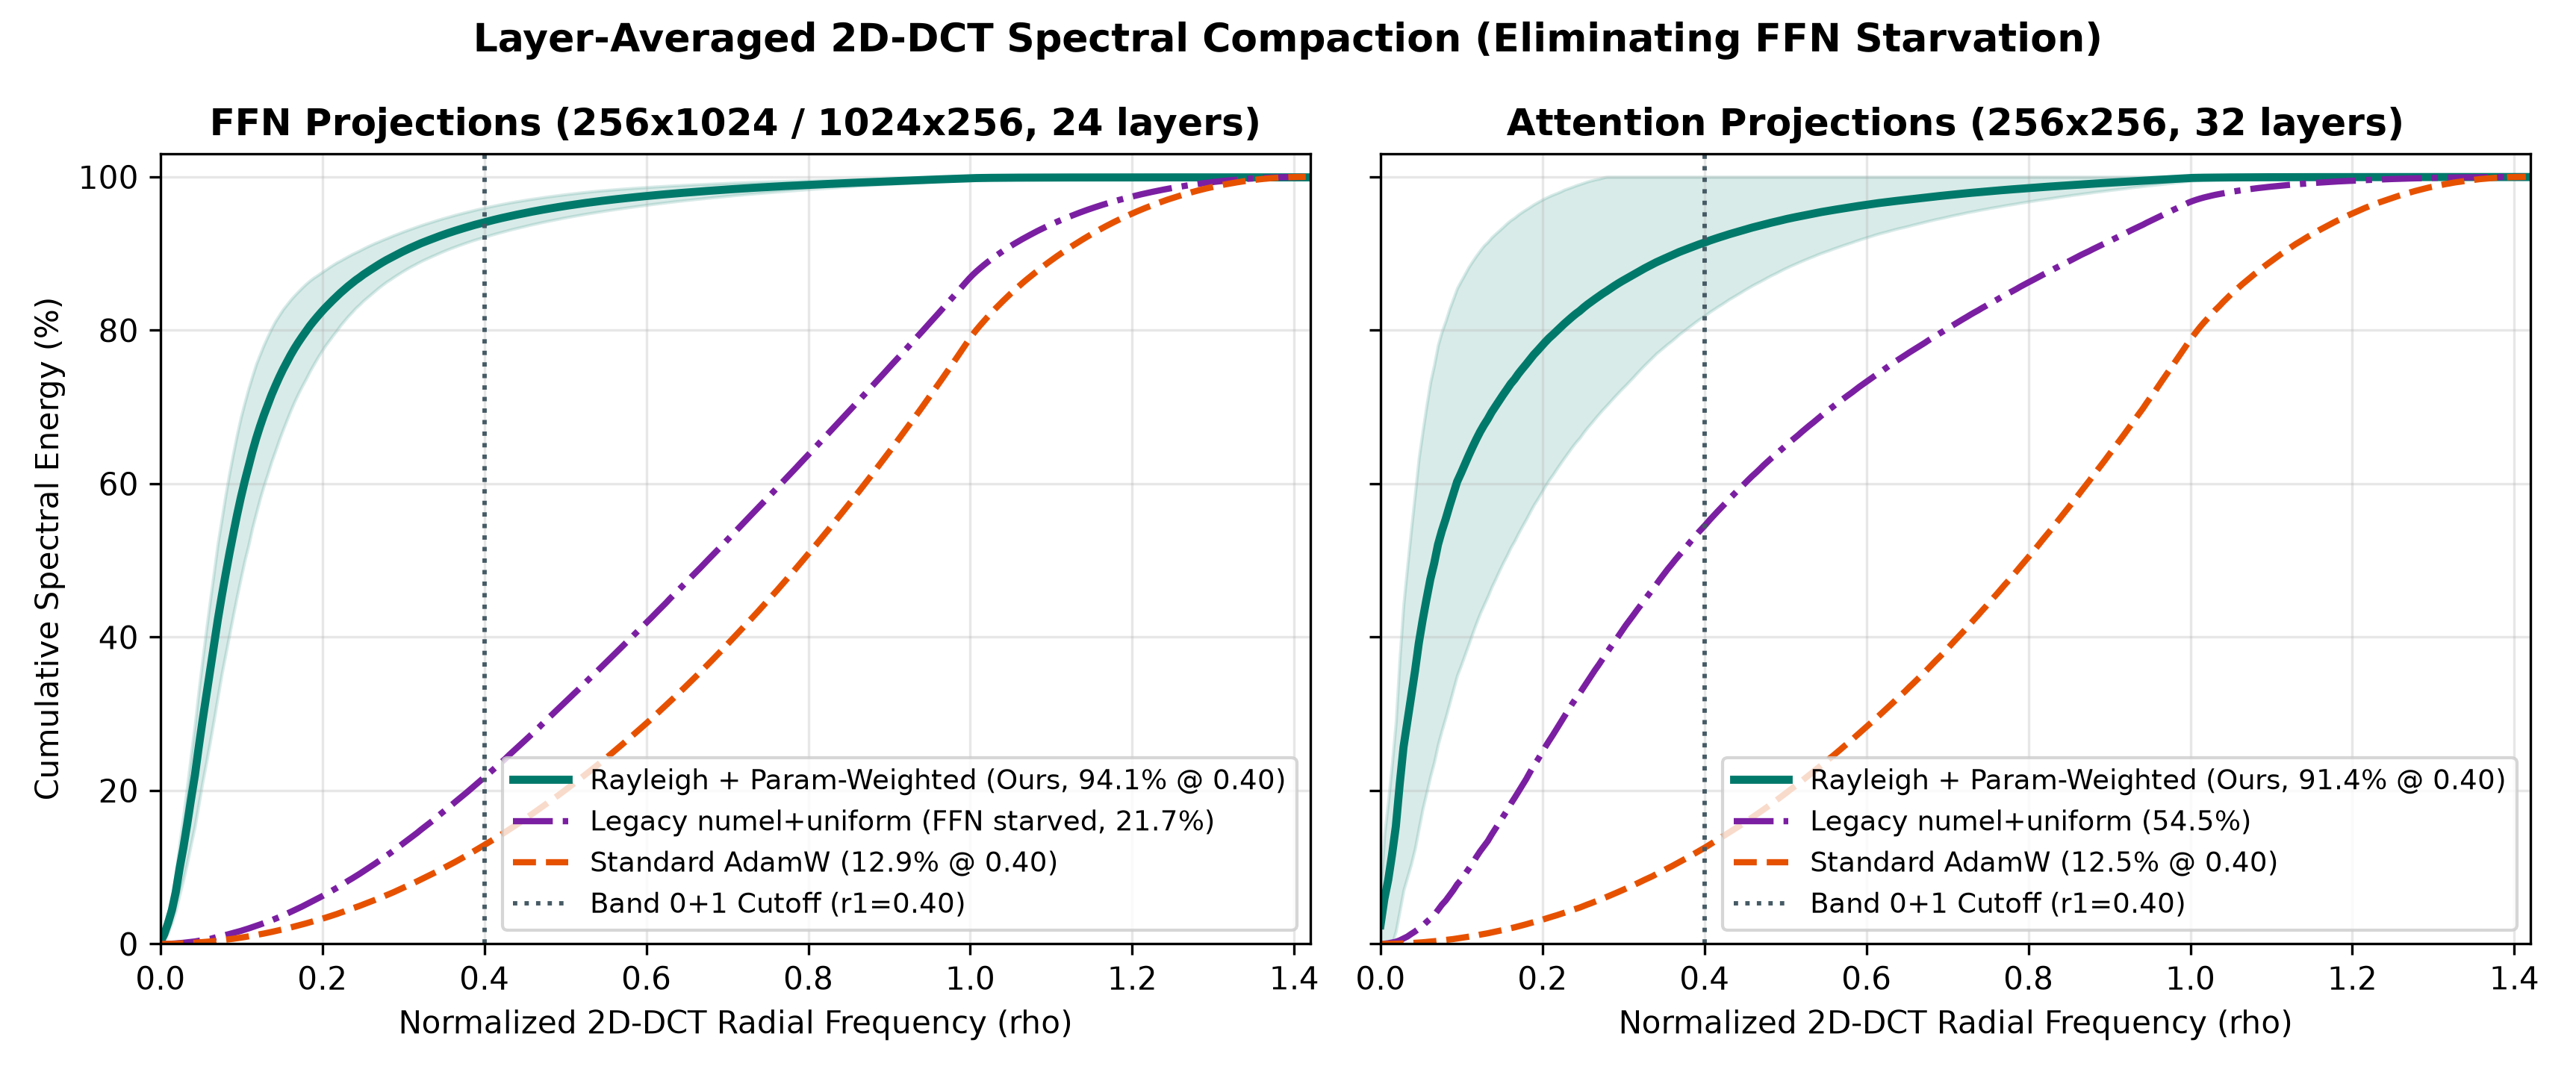 Layer-Averaged 2D-DCT Spectral Compaction (Eliminating FFN Starvation)
FFN Projections (256x1024 / 1024x256, 24 layers)
Cumulative Spectral Energy (%)
100
80
60
40
20
0
Rayleigh + Param-Weighted (Ours, 94.1% @ 0.40)
Legacy numel+uniform (FFN starved, 21.7%)
Standard AdamW (12.9% @ 0.40)
Band 0+1 Cutoff (r1=0.40)
0.0 0.2 0.4 0.6 0.8 1.0 1.2 1.4
Normalized 2D-DCT Radial Frequency (rho)
Attention Projections (256x256, 32 layers)
Rayleigh + Param-Weighted (Ours, 91.4% @ 0.40)
Legacy numel+uniform (54.5%)
Standard AdamW (12.5% @ 0.40)
Band 0+1 Cutoff (r1=0.40)
0.0 0.2 0.4 0.6 0.8 1.0 1.2 1.4
Normalized 2D-DCT Radial Frequency (rho)